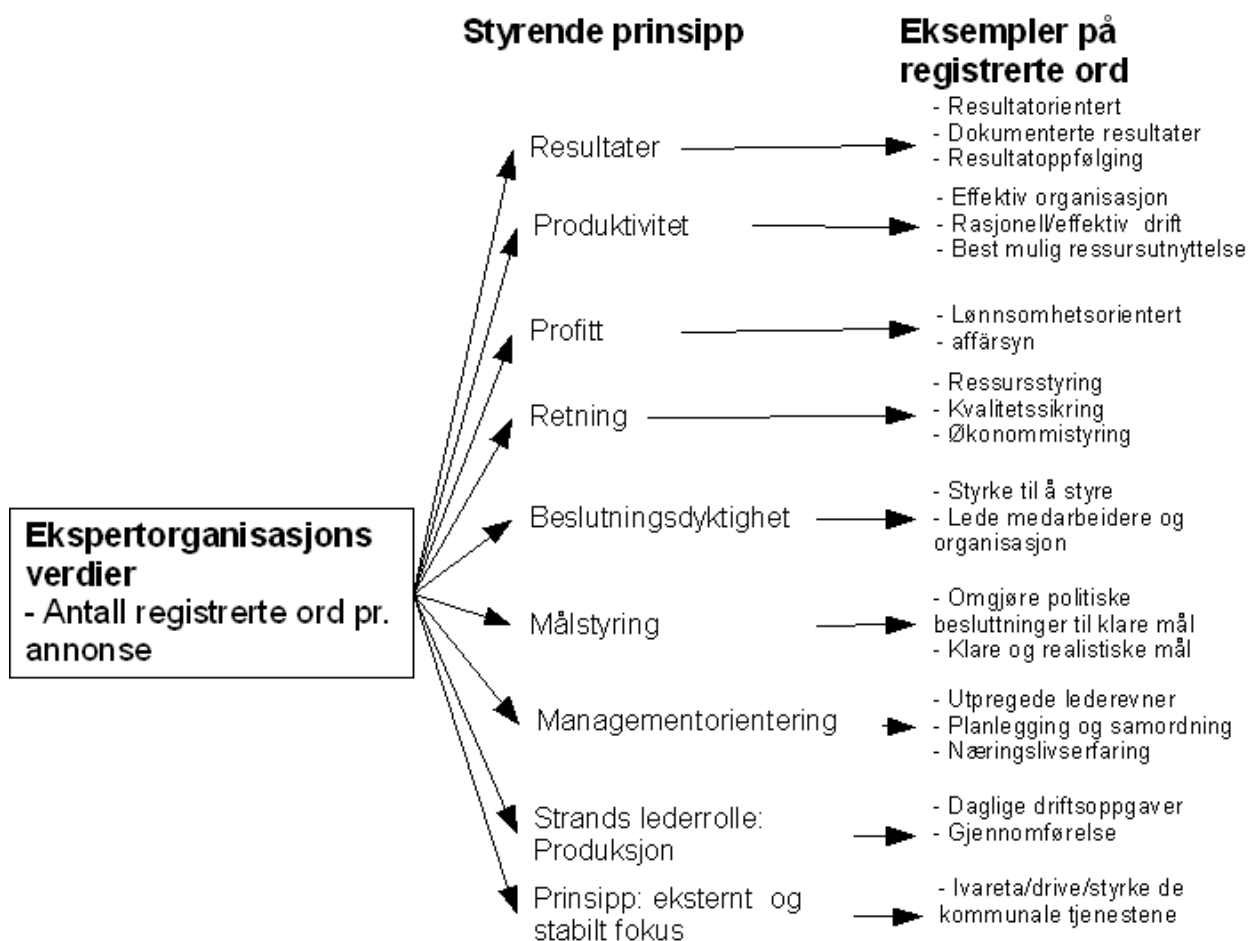 Styrende prinsipp
Eksempler på
registrerte ord
Ekspertorganisasjons
verdier
- Antall registrerte ord pr.
annonse
Resultater
- Resultatorientert
- Dokumenterte resultater
- Resultatoppfølging
Produktivitet
- Effektiv organisasjon
- Rasjonell/effektiv drift
- Best mulig ressursutnyttelse
Profitt
- Lønnsomhetsorientert
- affärsyn
Retning
- Ressursstyring
- Kvalitetssikring
- Økonommistyring
Beslutningsdyktighet
- Styrke til å styre
- Lede medarbeidere og
organisasjon
Målstyring
- Omgjøre politiske
besluttninger til klare mål
- Klare og realistiske mål
Managementorientering
- Utpregede lederevner
- Planlegging og samordning
- Næringslivserfaring
Strands lederrolle:
Produksjon
- Daglige driftsoppgaver
- Gjennomførelse
Prinsipp: eksternt og
stabilt fokus
- Ivareta/drive/styrke de
kommunale tjenestene